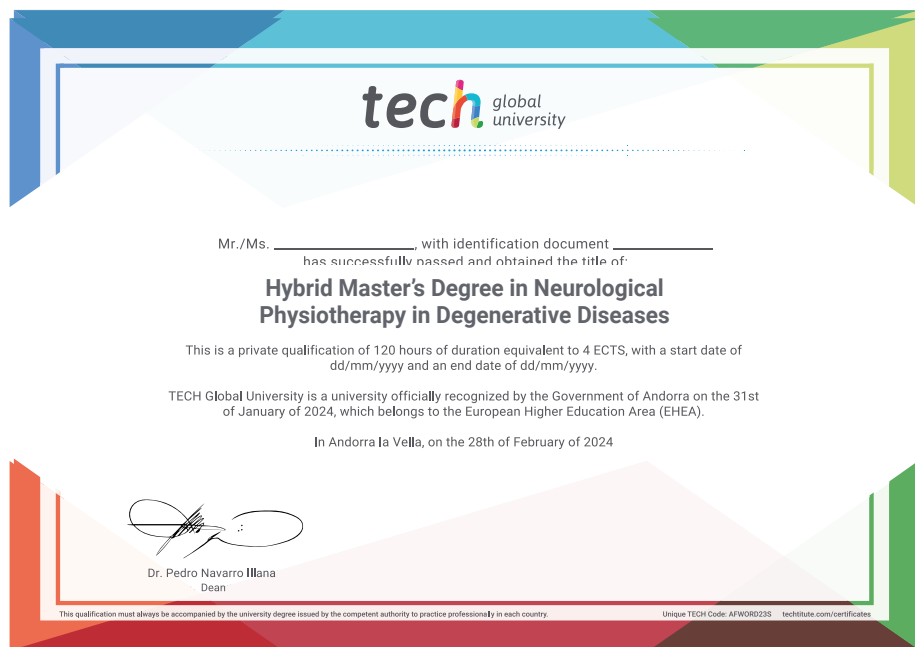 tech global university
Mr./Ms. ________________, with identification document ____________
has successfully passed and obtained the title of:
Hybrid Master's Degree in Neurological
Physiotherapy in Degenerative Diseases
This is a private qualification of 120 hours of duration equivalent to 4 ECTS, with a start date of
dd/mm/yyyy and an end date of dd/mm/yyyy.
TECH Global University is a university officially recognized by the Government of Andorra on the 31st
of January of 2024, which belongs to the European Higher Education Area (EHEA).
In Andorra la Vella, on the 28th of February of 2024
Dr. Pedro Navarro Illana
Dean
This qualification must always be accompanied by the university degree issued by the competent authority to practice professionally in each country. Unique TECH Code: AFWORD23S techtitute.com/certificates